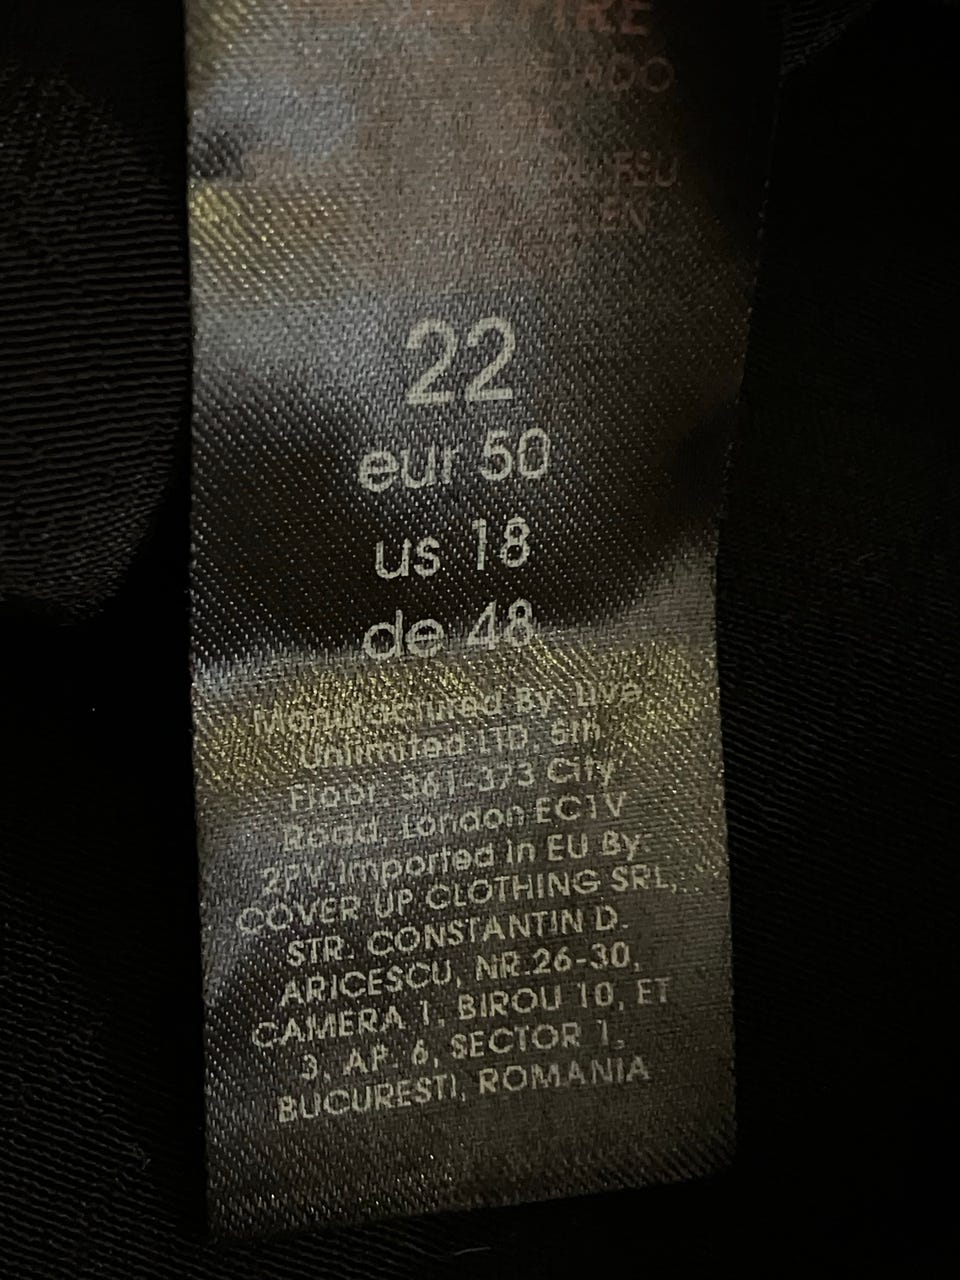 22
eur 50
us 18
de 48
Manufactured By: Live
Unlimited LTD. 5th
Floor. 361-373 City
Road, London EC1V
2PV.Imported in EU By:
COVER UP CLOTHING SRL,
STR. CONSTANTIN D.
ARICESCU, NR.26-30,
CAMERA 1, BIROU 10, ET
3, AP. 6, SECTOR 1,
BUCURESTI, ROMANIA